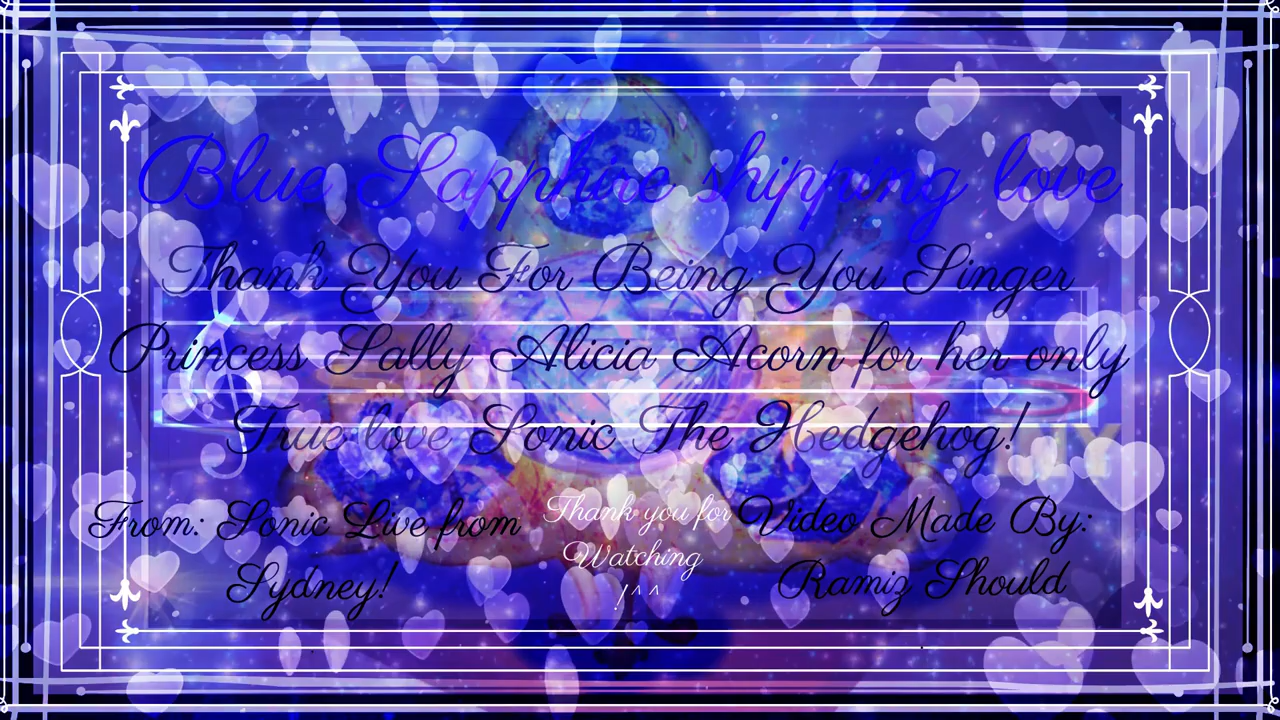 Blue Sapphire shipping love
Thank You For Being You Singer
Princess Sally Alicia Acorn for her only
True love Sonic The Hedgehog!
From: Sonic Live from
Sydney!
Thank you for
Watching
!^^
Video Made By:
Ramiz Should